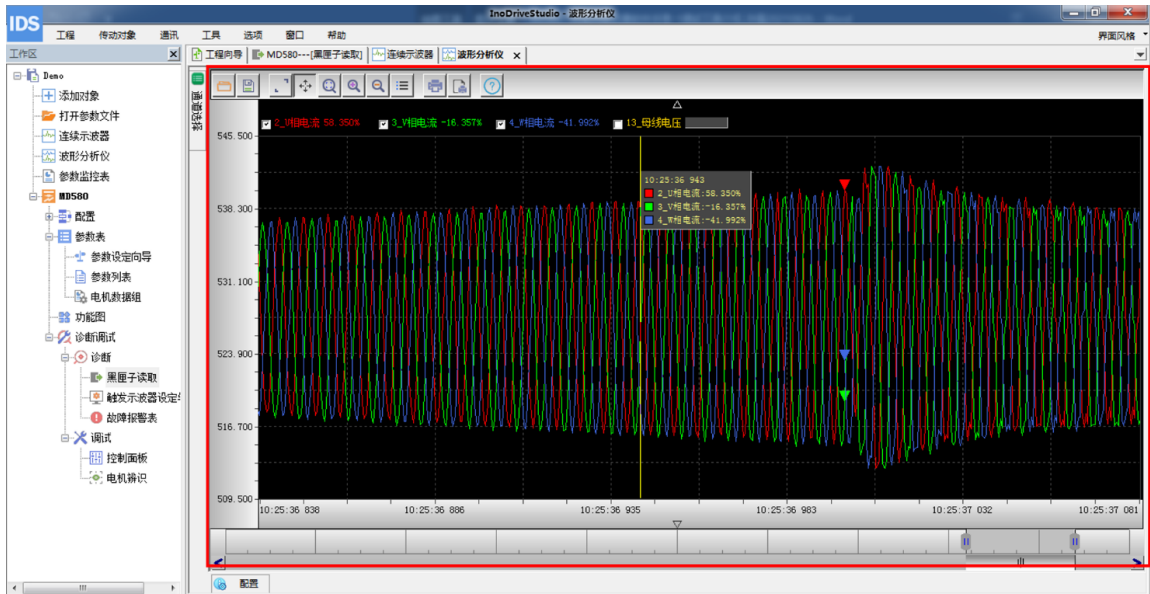 InoDriveStudio - 波形分析仪
IDS
工程 传动对象 通讯 工具 选项 窗口 帮助 界面风格
工作区
工程向导 MD580---[黑匣子读取] 连续示波器 波形分析仪
Demo
添加对象
打开参数文件
连续示波器
波形分析仪
参数监控表
MD580
配置
参数表
参数设定向导
参数列表
电机数据组
功能图
诊断调试
诊断
黑匣子读取
触发示波器设定
故障报警表
调试
控制面板
电机辨识
通道选择
2_U相电流 58.350% 3_V相电流 -16.357% 4_W相电流 -41.992% 13_母线电压
545.500
538.300
531.100
523.900
516.700
509.500
10:25:36 943
2_U相电流:58.350%
3_V相电流:-16.357%
4_W相电流:-41.992%
10:25:36 838 10:25:36 886 10:25:36 935 10:25:36 983 10:25:37 032 10:25:37 081
配置